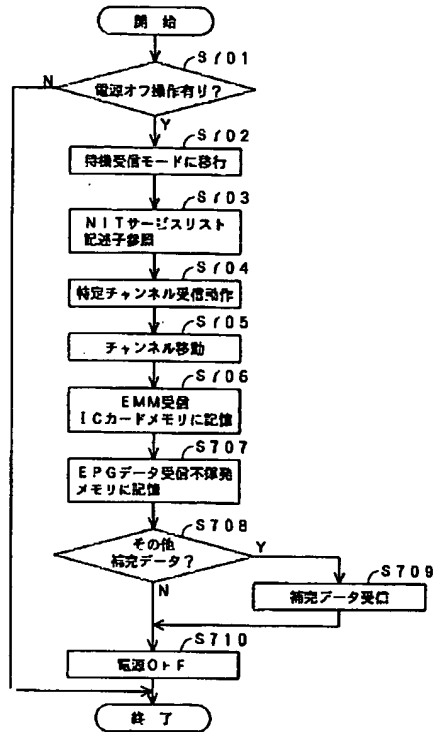 開 始
S701
N
電源オフ操作有り？
Y
S702
待機受信モードに移行
S703
NITサービスリスト
記述子参照
S704
特定チャンネル受信動作
S705
チャンネル移動
S706
EMM受信
ICカードメモリに記憶
S707
EPGデータ受信不揮発
メモリに記憶
S708
その他
補完データ？
Y
N
S709
補完データ受信
S710
電源OFF
終 了